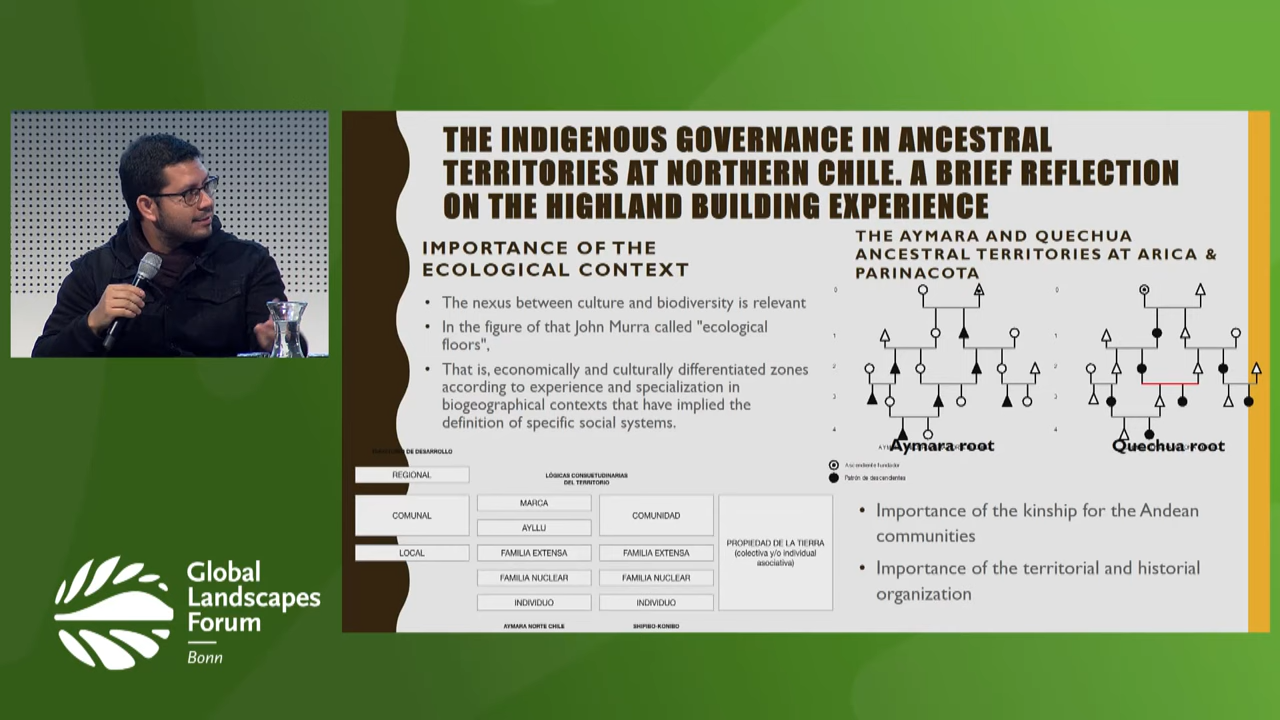 THE INDIGENOUS GOVERNANCE IN ANCESTRAL
TERRITORIES AT NORTHERN CHILE. A BRIEF REFLECTION
ON THE HIGHLAND BUILDING EXPERIENCE
IMPORTANCE OF THE
ECOLOGICAL CONTEXT
• The nexus between culture and biodiversity is relevant
• In the figure of that John Murra called "ecological
floors",
• That is, economically and culturally differentiated zones
according to experience and specialization in
biogeographical contexts that have implied the
definition of specific social systems.
DE DESARROLLO
REGIONAL
COMUNAL
LOCAL
LÓGICAS CONSUETUDINARIAS
DEL TERRITORIO
MARCA
AYLLU
FAMILIA EXTENSA
FAMILIA NUCLEAR
INDIVIDUO
AYMARA NORTE CHILE
COMUNIDAD
FAMILIA EXTENSA
FAMILIA NUCLEAR
INDIVIDUO
SHIPIBO-KONIBO
PROPIEDAD DE LA TIERRA
(colectiva y/o individual
asociativa)
THE AYMARA AND QUECHUA
ANCESTRAL TERRITORIES AT ARICA &
PARINACOTA
0
1
2
3
4
Aymara root
0
1
2
3
4
Quechua root
Ascendiente fundador
Patrón de descendientes
• Importance of the kinship for the Andean
communities
• Importance of the territorial and historial
organization
Global
Landscapes
Forum
Bonn